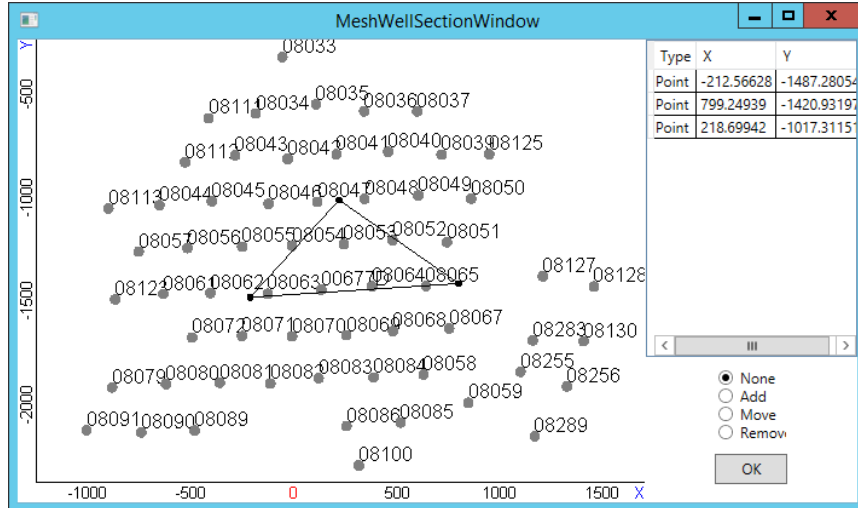 MeshWellSectionWindow
Y
Type X Y
Point -212.56628 -1487.28054
Point 799.24939 -1420.93197
Point 218.69942 -1017.31151
08033
-500
08111 08034 08035 08036 08037
08112 08043 08042 08041 08040 08039 08125
-1000
08113 08044 08045 08046 08047 08048 08049 08050
08057 08056 08055 08054 08053 08052 08051
08127 08128
-1500
08123 08061 08062 08063 08064 08065
08072 08071 08070 08069 08068 08067
08283 08130
08079 08080 08081 08082 08083 08084 08058
08255 08256
-2000
08091 08090 08089 08086 08085 08059
08289
08100
-1000 -500 0 500 1000 1500 X
None
Add
Move
Remov
OK